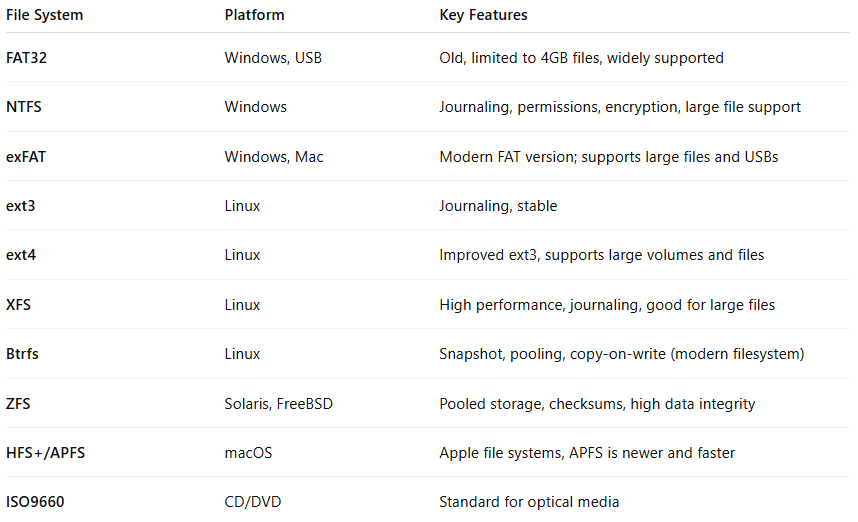 File System Platform Key Features
FAT32 Windows, USB Old, limited to 4GB files, widely supported
NTFS Windows Journaling, permissions, encryption, large file support
exFAT Windows, Mac Modern FAT version; supports large files and USBs
ext3 Linux Journaling, stable
ext4 Linux Improved ext3, supports large volumes and files
XFS Linux High performance, journaling, good for large files
Btrfs Linux Snapshot, pooling, copy-on-write (modern filesystem)
ZFS Solaris, FreeBSD Pooled storage, checksums, high data integrity
HFS+/APFS macOS Apple file systems, APFS is newer and faster
ISO9660 CD/DVD Standard for optical media